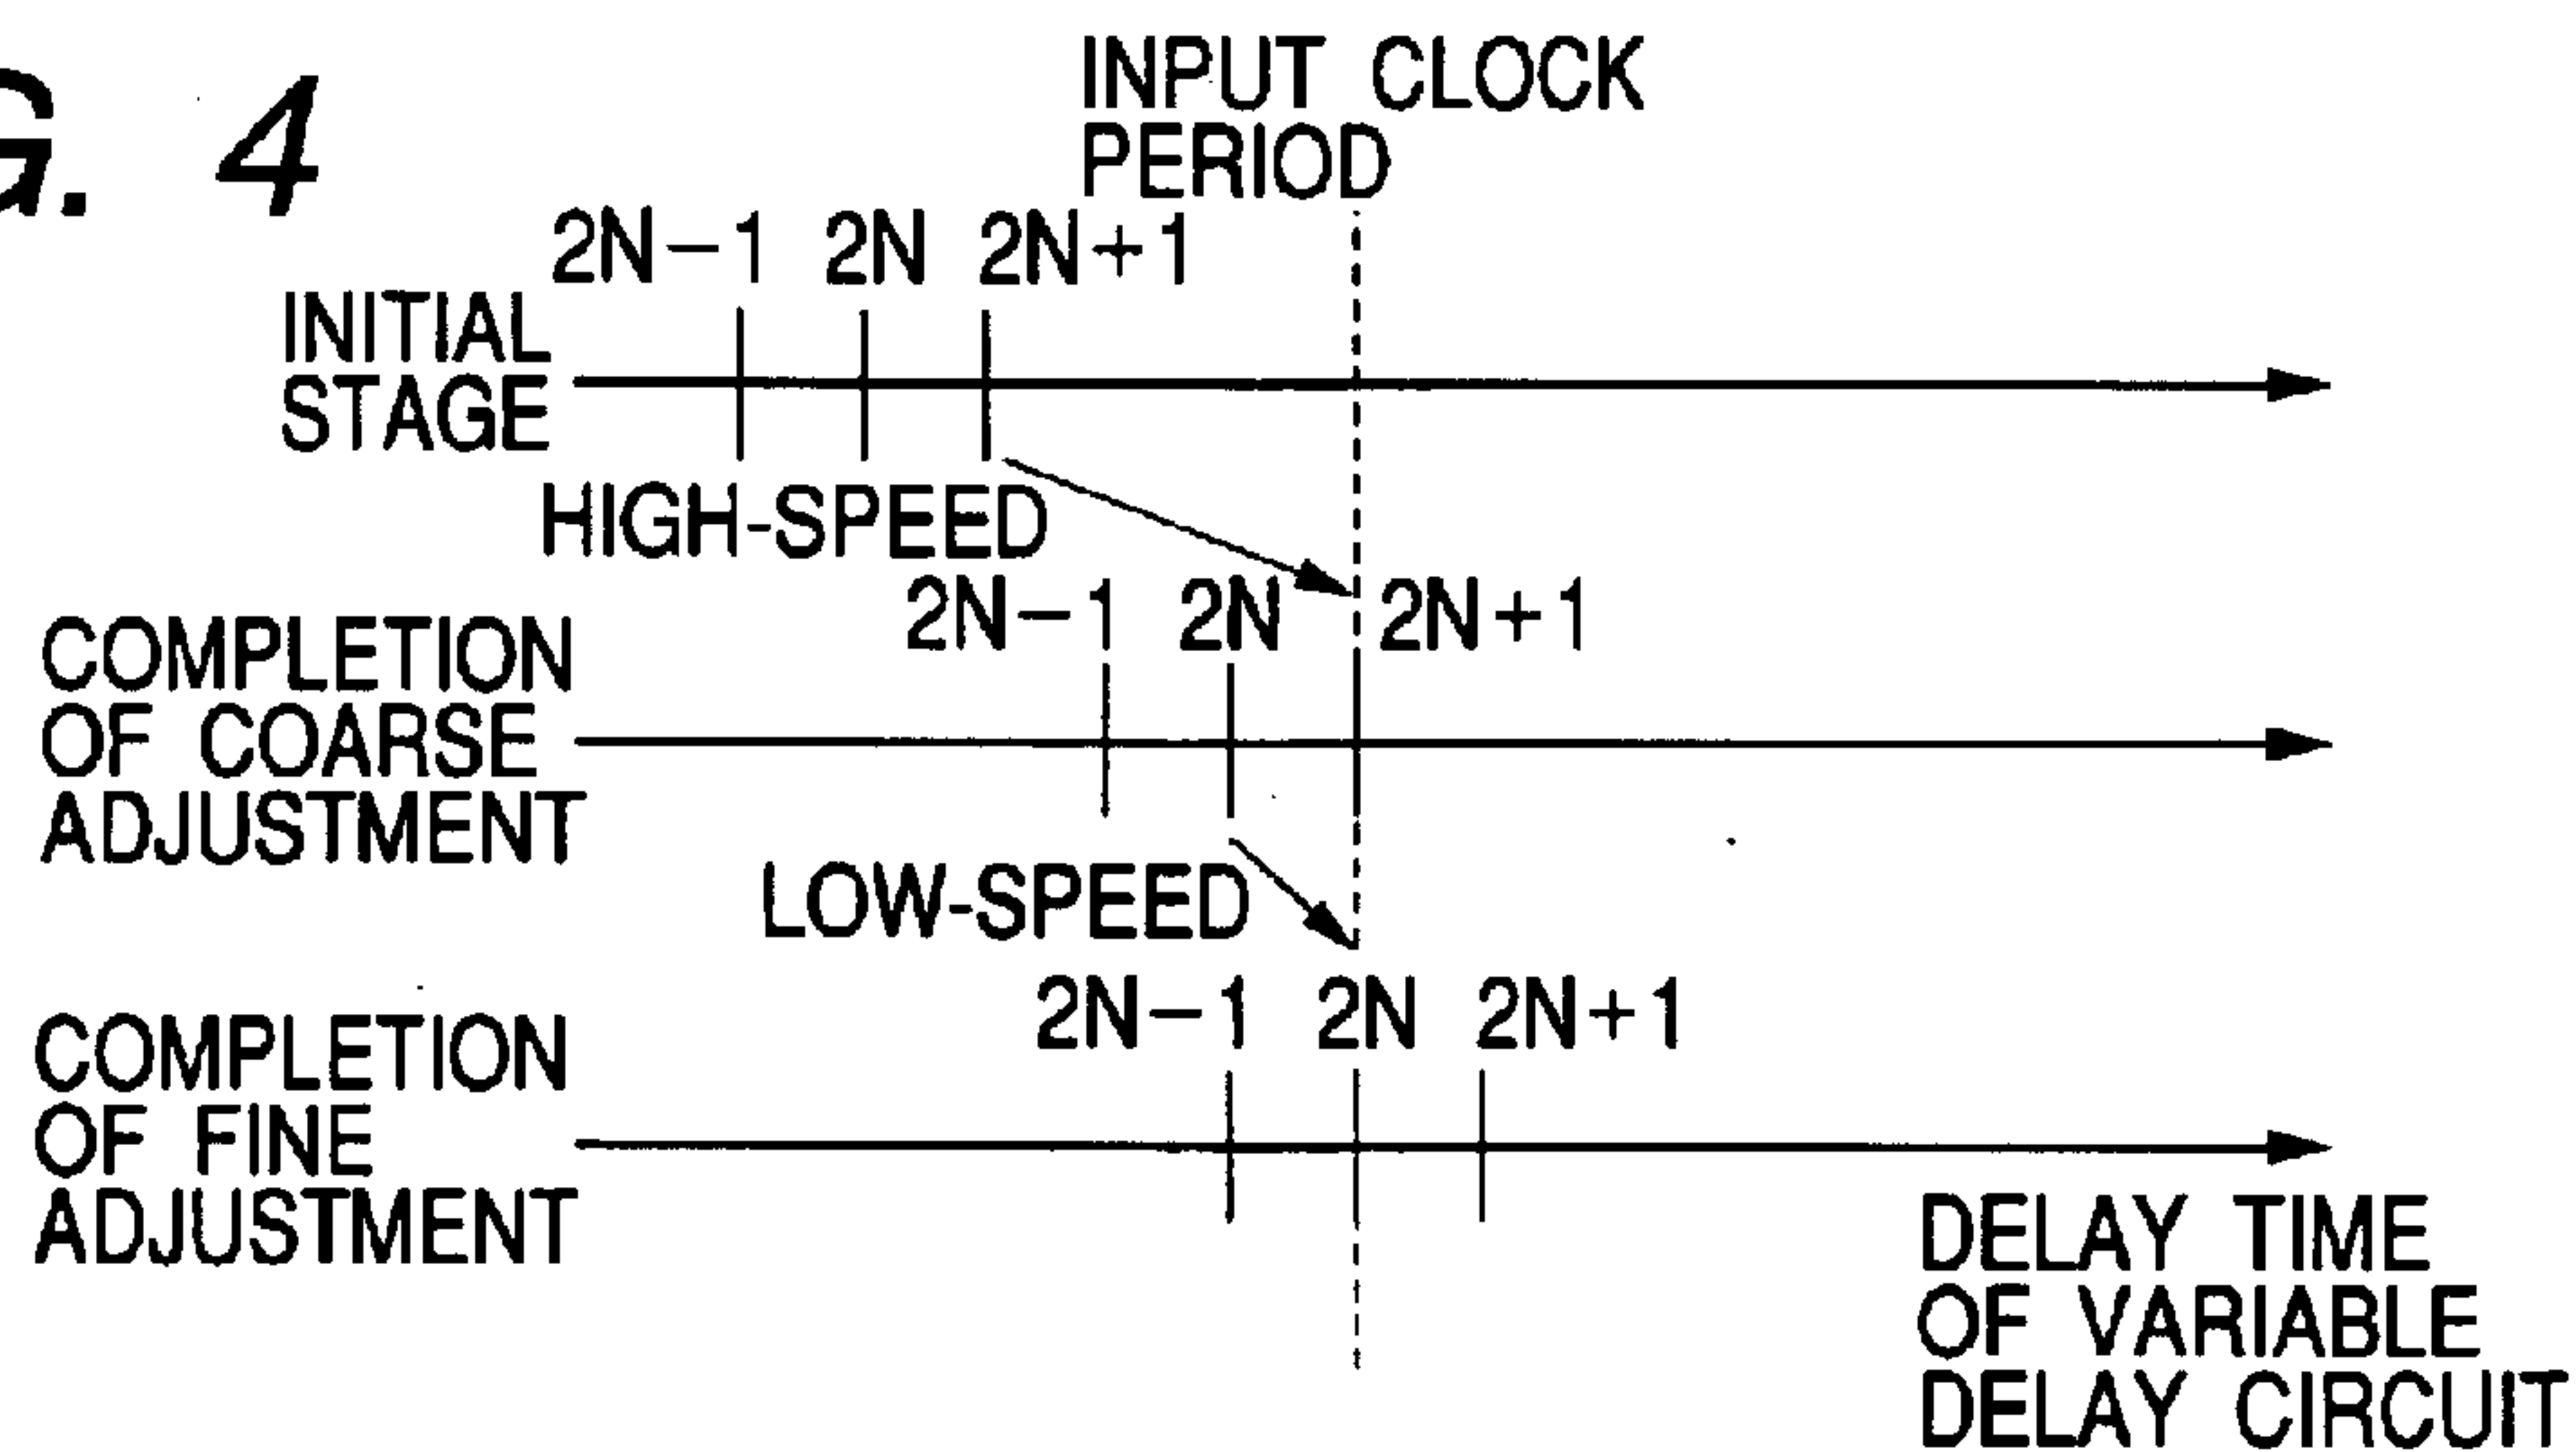 G. 4
INPUT CLOCK
PERIOD
2N-1 2N 2N+1
INITIAL
STAGE
HIGH-SPEED
2N-1 2N 2N+1
COMPLETION
OF COARSE
ADJUSTMENT
LOW-SPEED
2N-1 2N 2N+1
COMPLETION
OF FINE
ADJUSTMENT
DELAY TIME
OF VARIABLE
DELAY CIRCUIT